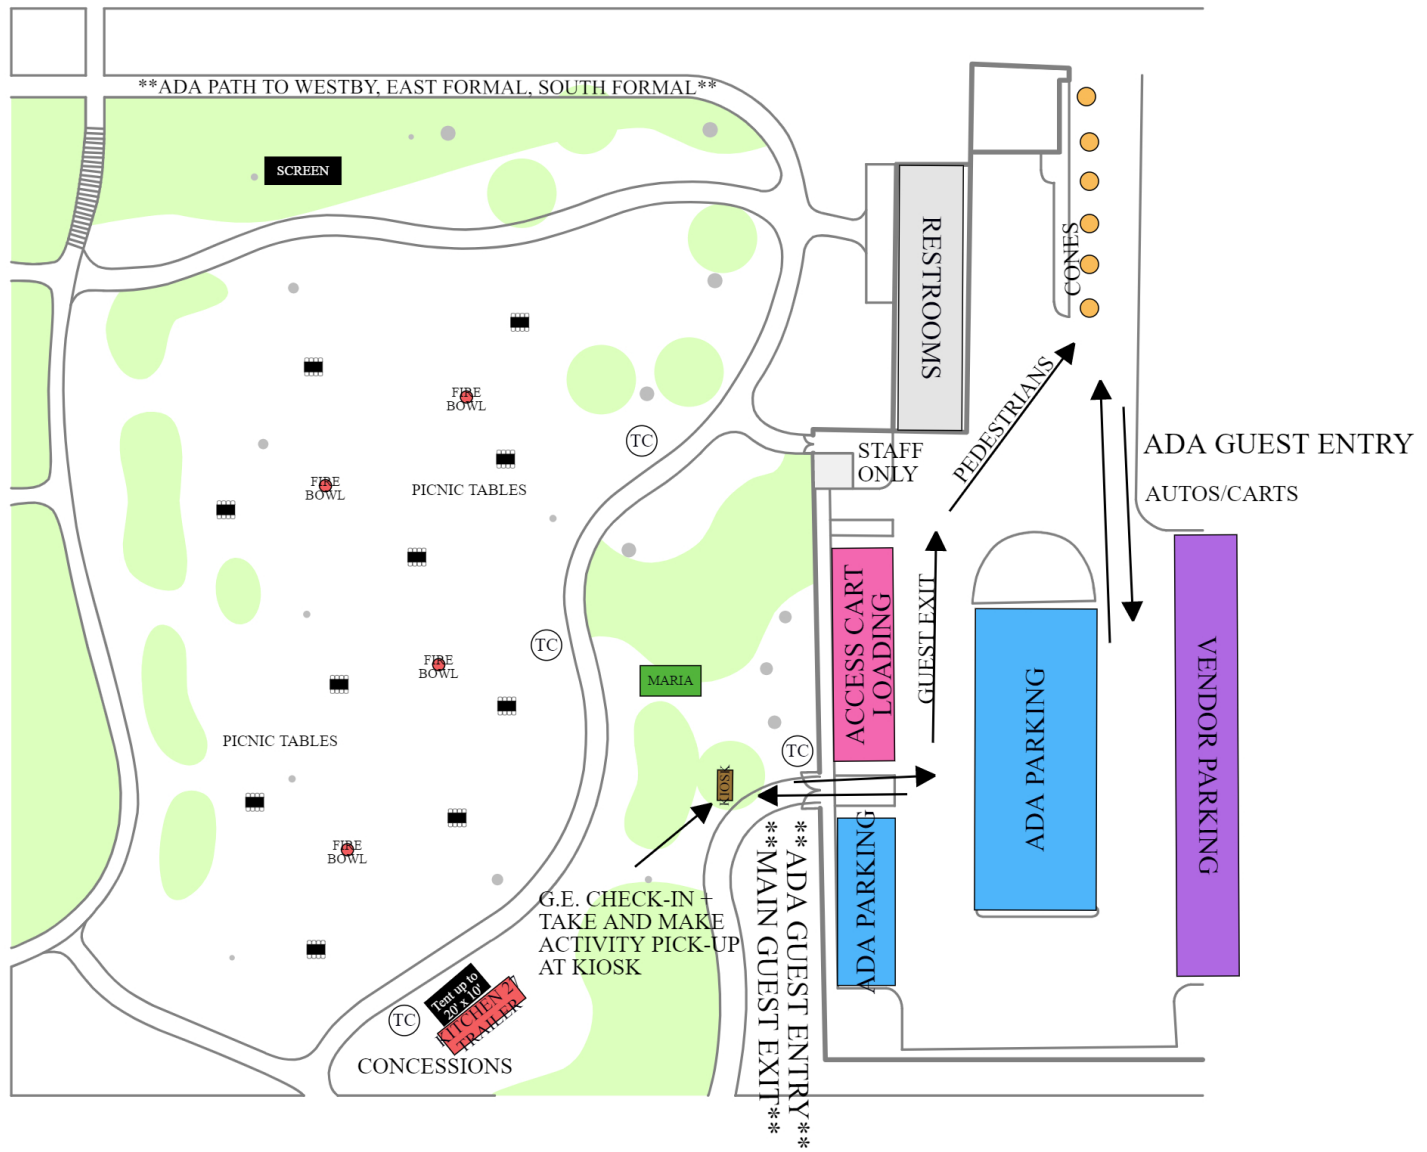 **ADA PATH TO WESTBY, EAST FORMAL, SOUTH FORMAL**
SCREEN
RESTROOMS
CONES
FIRE
BOWL
TC
PEDESTRIANS
STAFF
ONLY
ADA GUEST ENTRY
AUTOS/CARTS
FIRE
BOWL
PICNIC TABLES
ACCESS CART
LOADING
GUEST EXIT
TC
FIRE
BOWL
MARIA
ADA PARKING
VENDOR PARKING
PICNIC TABLES
TC
KIOSK
FIRE
BOWL
ADA PARKING
** ADA GUEST ENTRY**
**MAIN GUEST EXIT**
G.E. CHECK-IN +
TAKE AND MAKE
ACTIVITY PICK-UP
AT KIOSK
Tent up to
20' x 10'
KITCHEN 27
TRAILER
TC
CONCESSIONS